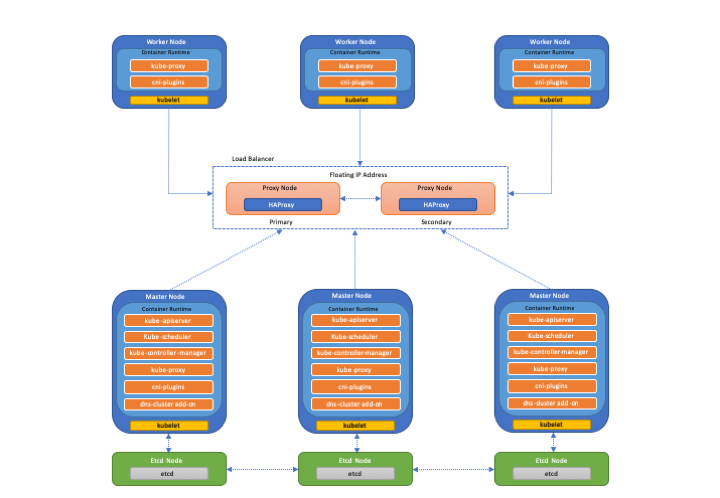 Worker Node
Container Runtime
kube-proxy
cni-plugins
kubelet
Worker Node
Container Runtime
kube-proxy
cni-plugins
kubelet
Worker Node
Container Runtime
kube-proxy
cni-plugins
kubelet
Load Balancer
Floating IP Address
Proxy Node
HAProxy
Primary
Proxy Node
HAProxy
Secondary
Master Node
Container Runtime
kube-apiserver
Kube-scheduler
kube-controller-manager
kube-proxy
cni-plugins
dns-cluster add-on
kubelet
Master Node
Container Runtime
kube-apiserver
Kube-scheduler
kube-controller-manager
kube-proxy
cni-plugins
dns-cluster add-on
kubelet
Master Node
Container Runtime
kube-apiserver
Kube-scheduler
kube-controller-manager
kube-proxy
cni-plugins
dns-cluster add-on
kubelet
Etcd Node
etcd
Etcd Node
etcd
Etcd Node
etcd